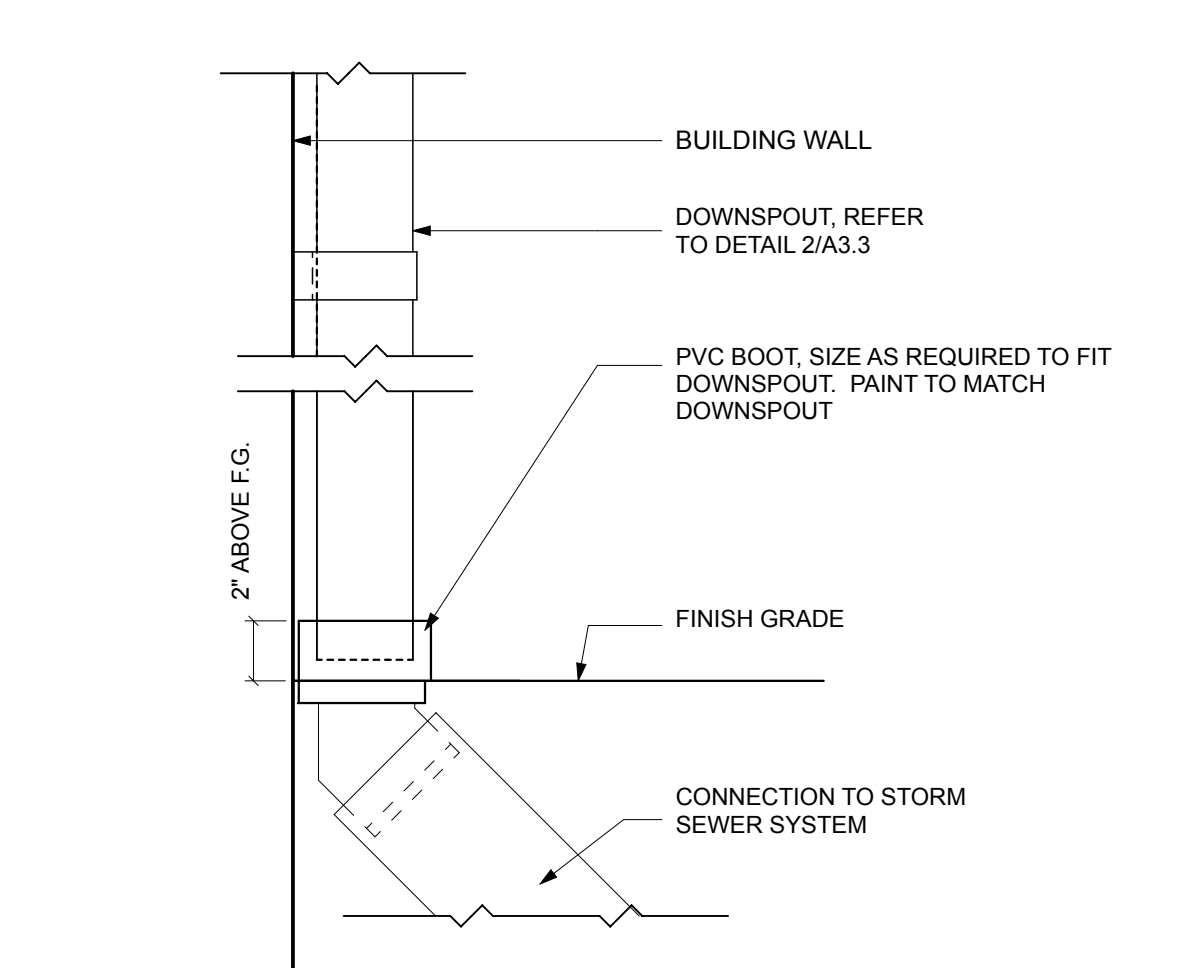 BUILDING WALL
DOWNSPOUT, REFER
TO DETAIL 2/A3.3
PVC BOOT, SIZE AS REQUIRED TO FIT
DOWNSPOUT.  PAINT TO MATCH
DOWNSPOUT
2" ABOVE F.G.
FINISH GRADE
CONNECTION TO STORM
SEWER SYSTEM